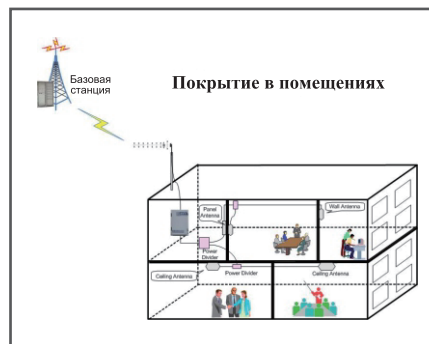 Базовая
станция
Покрытие в помещениях
Panel
Antenna
Wall Antenna
Power
Divider
Ceiling Antenna
Power Divider
Ceiling Antenna